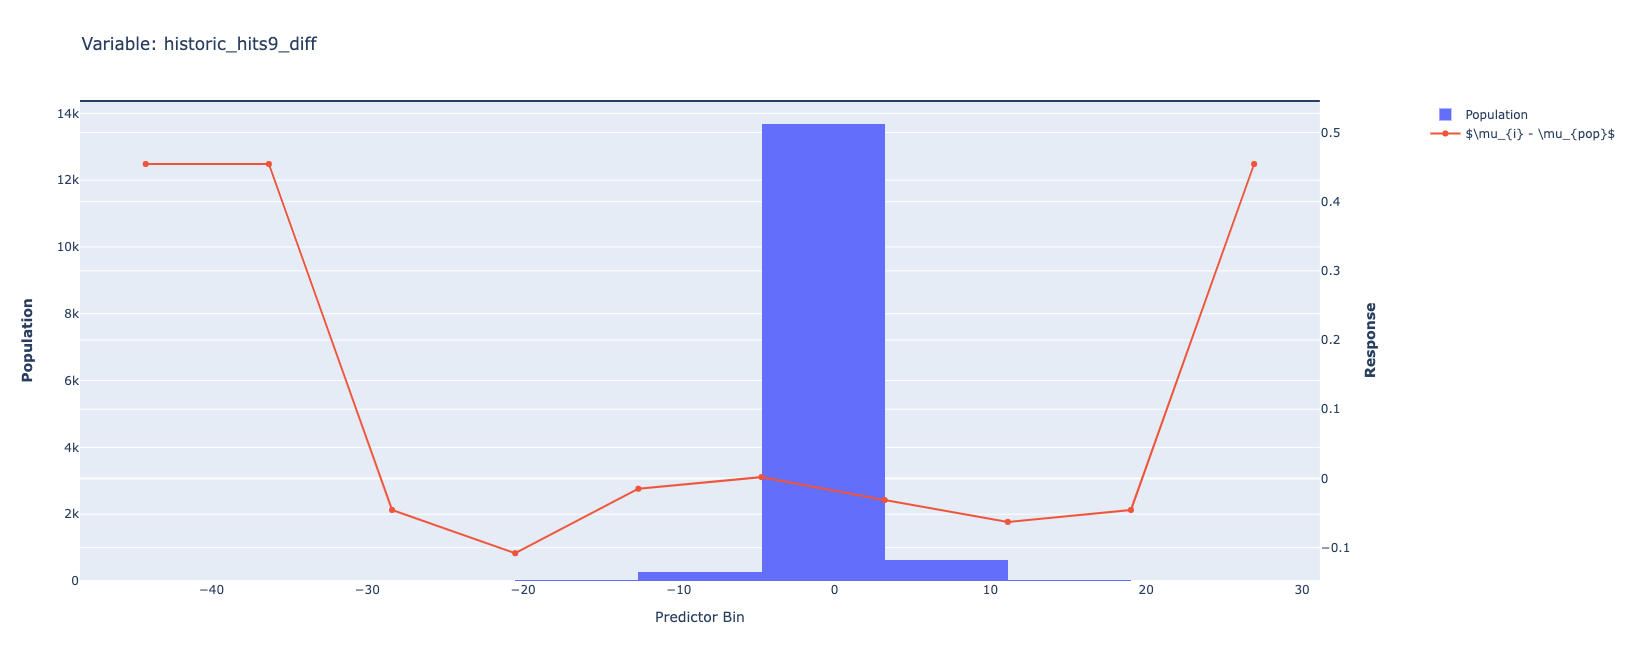 Variable: historic_hits9_diff
Population
$\mu_{i} - \mu_{pop}$
14k
12k
10k
8k
6k
4k
2k
0
Population
0.5
0.4
0.3
0.2
0.1
0
−0.1
Response
−40
−30
−20
−10
0
10
20
30
Predictor Bin